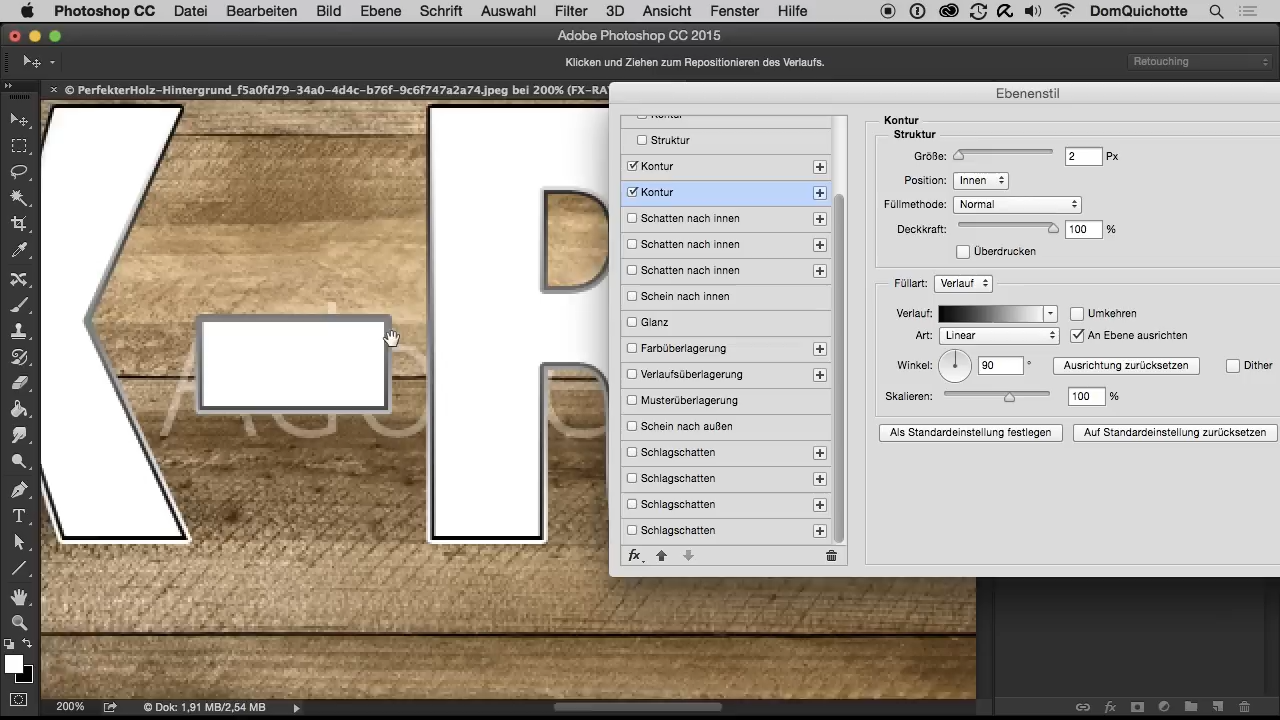 Photoshop CC Datei Bearbeiten Bild Ebene Schrift Auswahl Filter 3D Ansicht Fenster Hilfe DomQuichotte
Adobe Photoshop CC 2015
Klicken und Ziehen zum Repositionieren des Verlaufs. Retouching
© PerfekterHolz-Hintergrund_f5a0fd79-34a0-4d4c-b76f-9c6f747a2a74.jpeg bei 200% (FX-RA
Ebenenstil
Kontur
Struktur
Kontur
Kontur
Schatten nach innen
Schatten nach innen
Schatten nach innen
Schein nach innen
Glanz
Farbüberlagerung
Verlaufsüberlagerung
Musterüberlagerung
Schein nach außen
Schlagschatten
Schlagschatten
Schlagschatten
Schlagschatten
fx
Kontur
Struktur
Größe: 2 Px
Position: Innen
Füllmethode: Normal
Deckkraft: 100 %
Überdrucken
Füllart: Verlauf
Verlauf: Umkehren
Art: Linear An Ebene ausrichten
Winkel: 90 ° Ausrichtung zurücksetzen Dither
Skalieren: 100 %
Als Standardeinstellung festlegen Auf Standardeinstellung zurücksetzen
K-R
200% © Dok: 1,91 MB/2,54 MB
fx